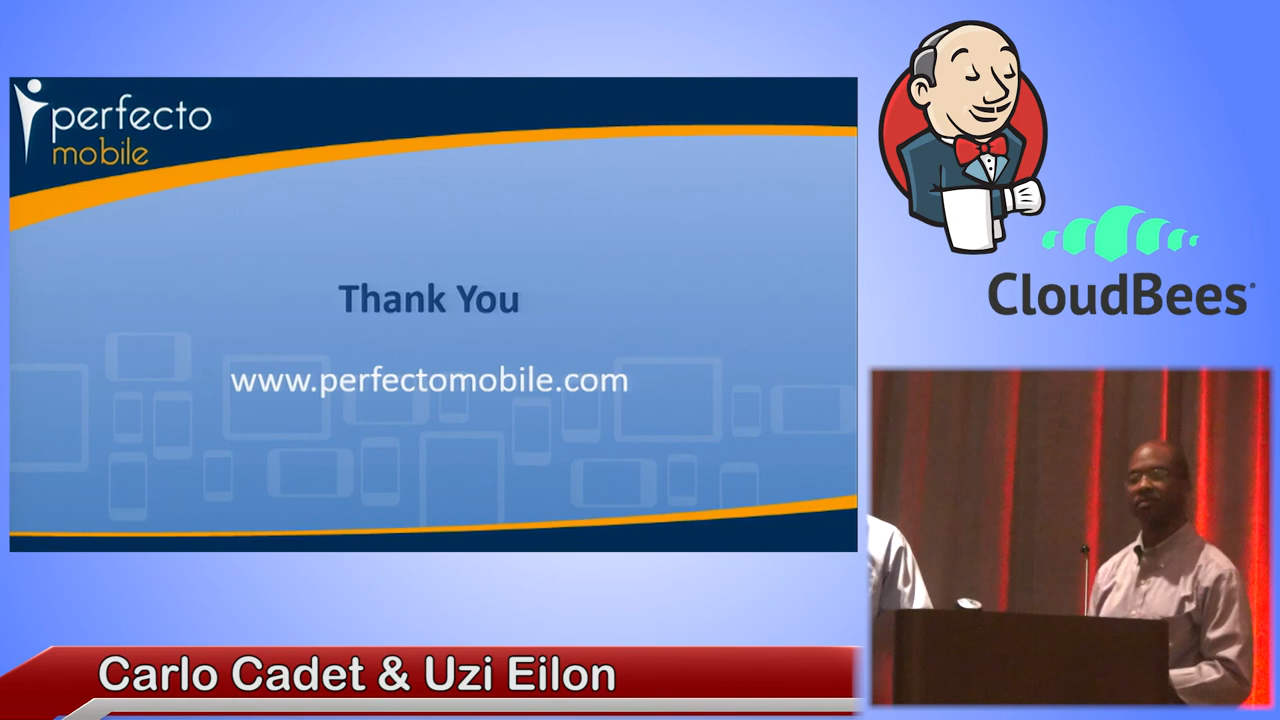 perfecto
mobile
Thank You
www.perfectomobile.com
CloudBees
Carlo Cadet & Uzi Eilon